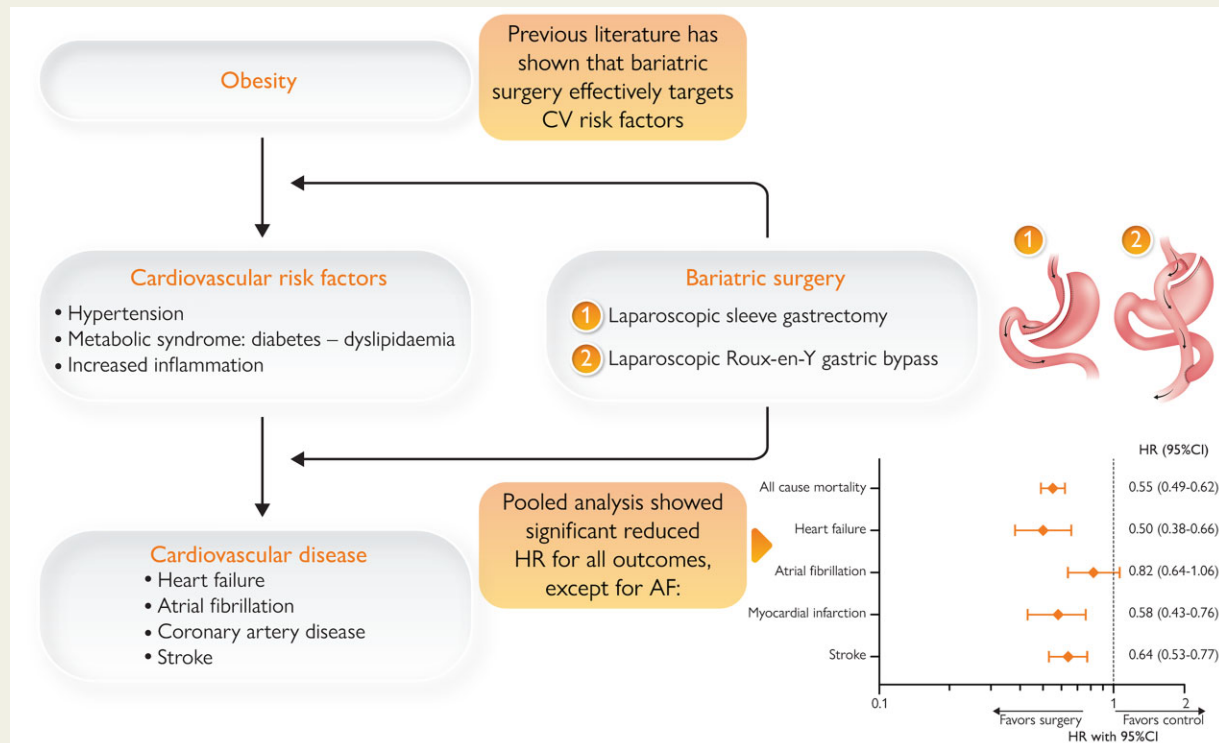 Obesity
Previous literature has
shown that bariatric
surgery effectively targets
CV risk factors
Cardiovascular risk factors
• Hypertension
• Metabolic syndrome: diabetes – dyslipidaemia
• Increased inflammation
Bariatric surgery
1 Laparoscopic sleeve gastrectomy
2 Laparoscopic Roux-en-Y gastric bypass
1
2
Cardiovascular disease
• Heart failure
• Atrial fibrillation
• Coronary artery disease
• Stroke
Pooled analysis showed
significant reduced
HR for all outcomes,
except for AF:
HR (95%CI)
All cause mortality 0.55 (0.49-0.62)
Heart failure 0.50 (0.38-0.66)
Atrial fibrillation 0.82 (0.64-1.06)
Myocardial infarction 0.58 (0.43-0.76)
Stroke 0.64 (0.53-0.77)
0.1 1 2
Favors surgery Favors control
HR with 95%CI